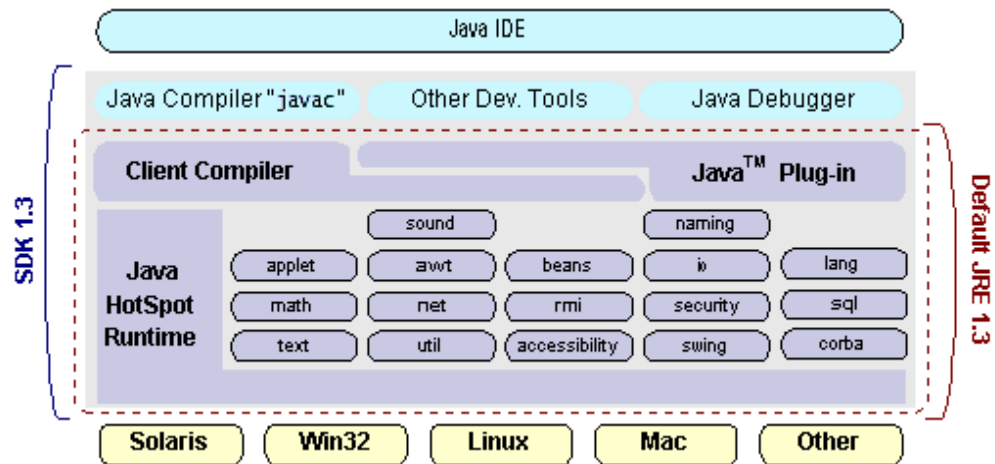 Java IDE
Java Compiler "javac"
Other Dev. Tools
Java Debugger
SDK 1.3
Default JRE 1.3
Client Compiler
Java™ Plug-in
Java
HotSpot
Runtime
sound
naming
applet
awt
beans
io
lang
math
net
rmi
security
sql
text
util
accessibility
swing
corba
Solaris
Win32
Linux
Mac
Other